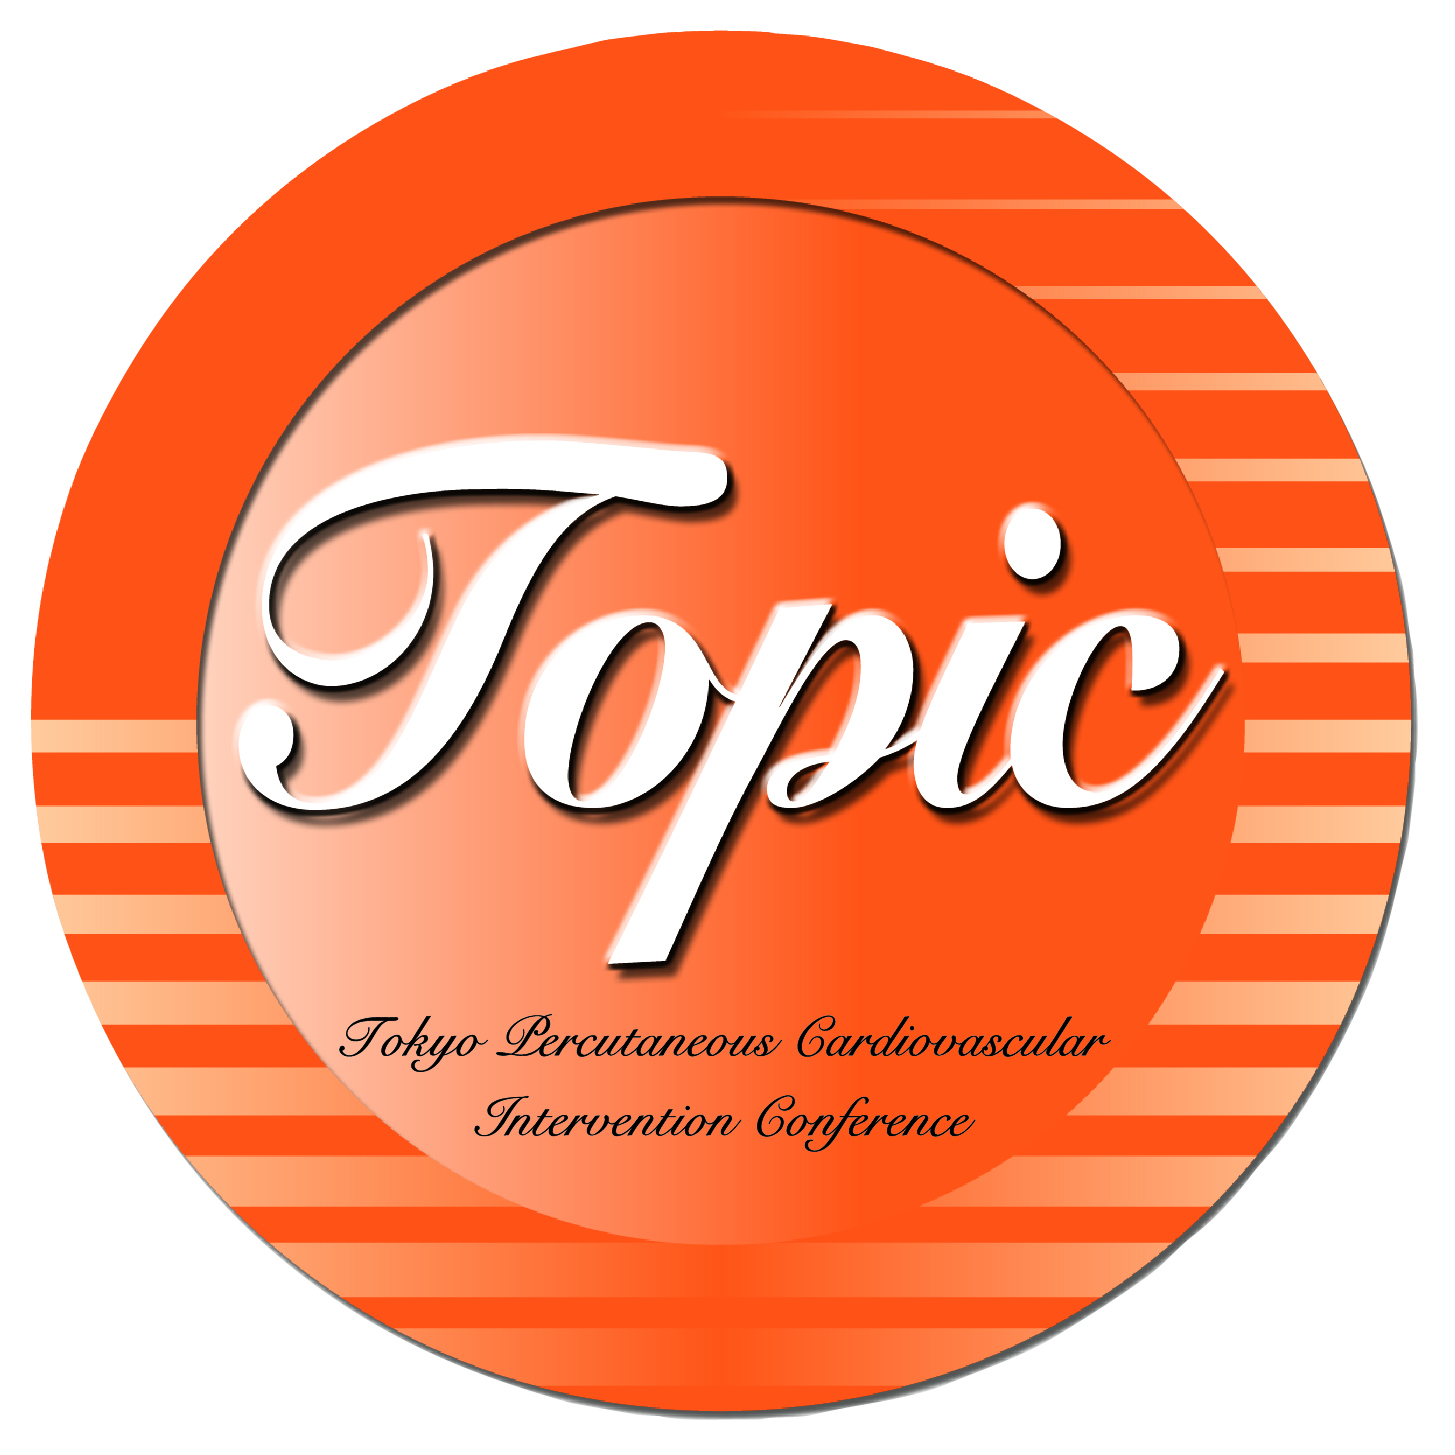 Topic
Tokyo Percutaneous Cardiovascular
Intervention Conference